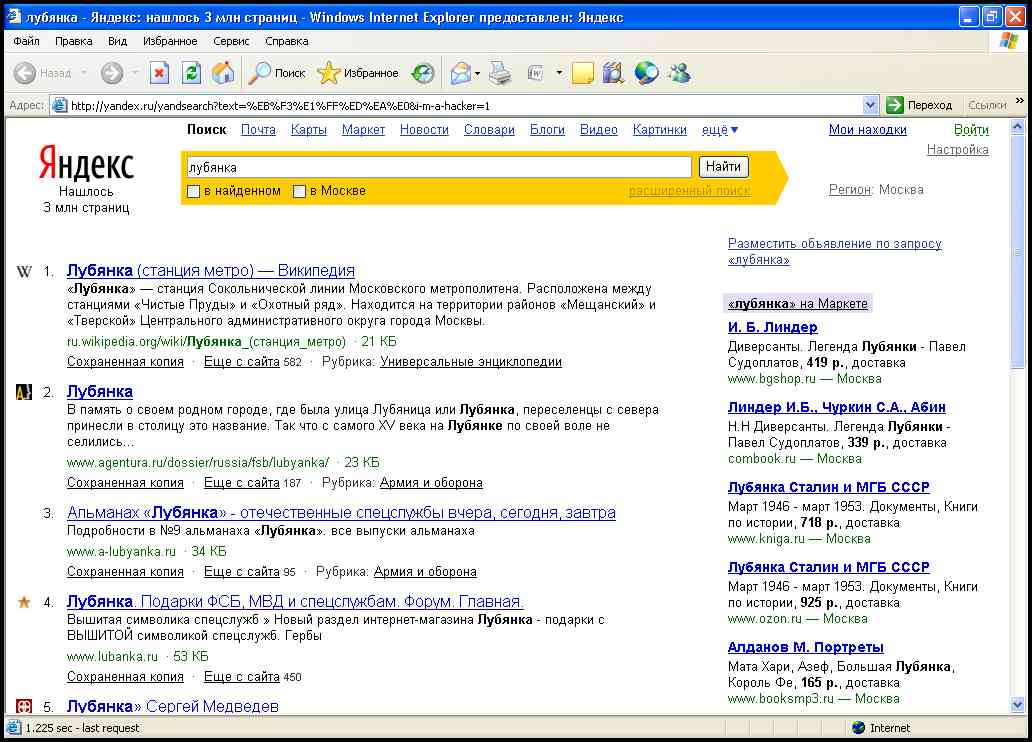 лубянка - Яндекс: нашлось 3 млн страниц - Windows Internet Explorer предоставлен: Яндекс
Файл Правка Вид Избранное Сервис Справка
Назад Поиск Избранное
Адрес: http://yandex.ru/yandsearch?text=%EB%F3%E1%FF%ED%EA%E0&i-m-a-hacker=1 Переход Ссылки »
Поиск Почта Карты Маркет Новости Словари Блоги Видео Картинки ещё ▼ Мои находки Войти
Настройка
Яндекс
лубянка Найти
Нашлось
3 млн страниц
в найденном в Москве расширенный поиск
Регион: Москва
W 1. Лубянка (станция метро) — Википедия
«Лубянка» — станция Сокольнической линии Московского метрополитена. Расположена между
станциями «Чистые Пруды» и «Охотный ряд». Находится на территории районов «Мещанский» и
«Тверской» Центрального административного округа города Москвы.
ru.wikipedia.org/wiki/Лубянка_(станция_метро) · 21 КБ
Сохраненная копия · Еще с сайта 582 · Рубрика: Универсальные энциклопедии
2. Лубянка
В память о своем родном городе, где была улица Лубяница или Лубянка, переселенцы с севера
принесли в столицу это название. Так что с самого XV века на Лубянке по своей воле не
селились...
www.agentura.ru/dossier/russia/fsb/lubyanka/ · 23 КБ
Сохраненная копия · Еще с сайта 187 · Рубрика: Армия и оборона
3. Альманах «Лубянка» - отечественные спецслужбы вчера, сегодня, завтра
Подробности в №9 альманаха «Лубянка». все выпуски альманаха
www.a-lubyanka.ru · 34 КБ
Сохраненная копия · Еще с сайта 95 · Рубрика: Армия и оборона
4. Лубянка. Подарки ФСБ, МВД и спецслужбам. Форум. Главная.
Вышитая символика спецслужб » Новый раздел интернет-магазина Лубянка - подарки с
ВЫШИТОЙ символикой спецслужб. Гербы
www.lubanka.ru · 53 КБ
Сохраненная копия · Еще с сайта 450
5. Лубянка» Сергей Медведев
Разместить объявление по запросу
«лубянка»
«лубянка» на Маркете
И. Б. Линдер
Диверсанты. Легенда Лубянки - Павел
Судоплатов, 419 р., доставка
www.bgshop.ru — Москва
Линдер И.Б., Чуркин С.А., Абин
Н.Н Диверсанты. Легенда Лубянки -
Павел Судоплатов, 339 р., доставка
combook.ru — Москва
Лубянка Сталин и МГБ СССР
Март 1946 - март 1953. Документы, Книги
по истории, 718 р., доставка
www.kniga.ru — Москва
Лубянка Сталин и МГБ СССР
Март 1946 - март 1953. Документы, Книги
по истории, 925 р., доставка
www.ozon.ru — Москва
Алданов М. Портреты
Мата Хари, Азеф, Большая Лубянка,
Король Фе, 165 р., доставка
www.booksmp3.ru — Москва
1.225 sec - last request Internet